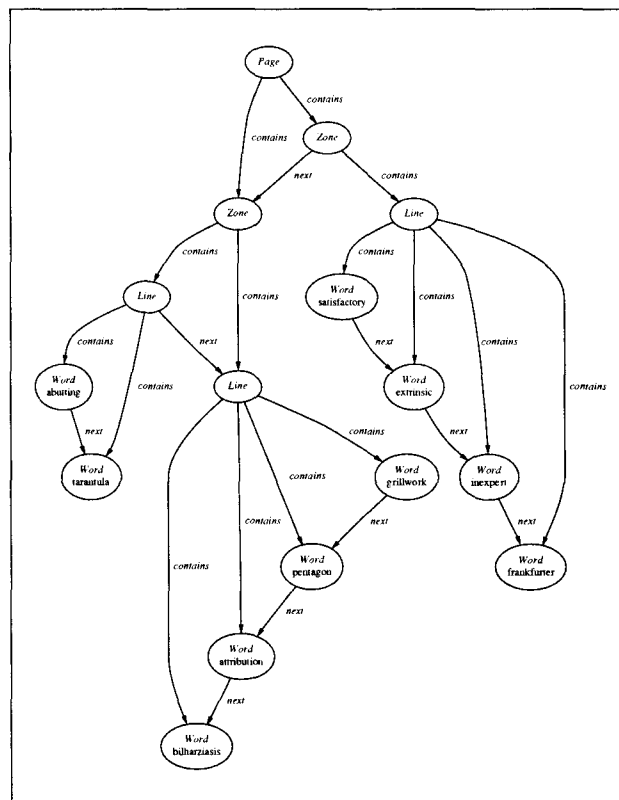 Page
contains
contains
Zone
next
contains
Zone
Line
contains
contains
contains
Line
Word
satisfactory
contains
contains
contains
next
next
contains
contains
Word
abutting
Line
Word
extrinsic
contains
next
next
contains
Word
tarantula
contains
Word
grillwork
Word
inexpert
contains
next
next
contains
Word
pentagon
Word
frankfurter
next
Word
attribution
next
Word
bilharziasis